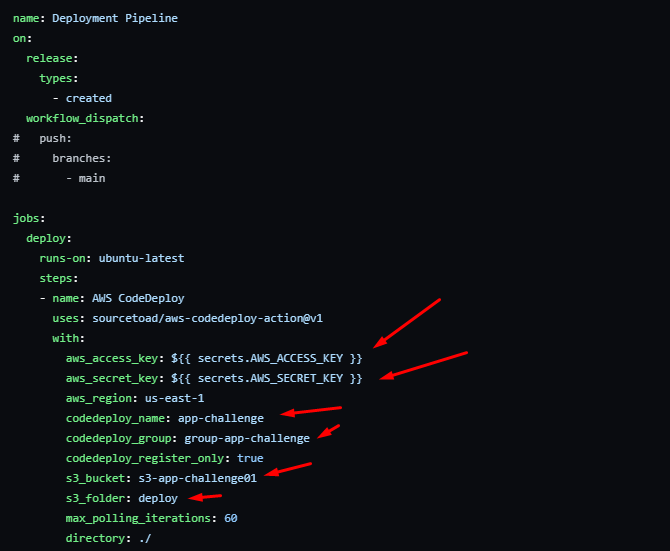 name: Deployment Pipeline
on:
  release:
    types:
      - created
  workflow_dispatch:
#   push:
#     branches:
#       - main
jobs:
  deploy:
    runs-on: ubuntu-latest
    steps:
    - name: AWS CodeDeploy
      uses: sourcetoad/aws-codedeploy-action@v1
      with:
        aws_access_key: ${{ secrets.AWS_ACCESS_KEY }}
        aws_secret_key: ${{ secrets.AWS_SECRET_KEY }}
        aws_region: us-east-1
        codedeploy_name: app-challenge
        codedeploy_group: group-app-challenge
        codedeploy_register_only: true
        s3_bucket: s3-app-challenge01
        s3_folder: deploy
        max_polling_iterations: 60
        directory: ./